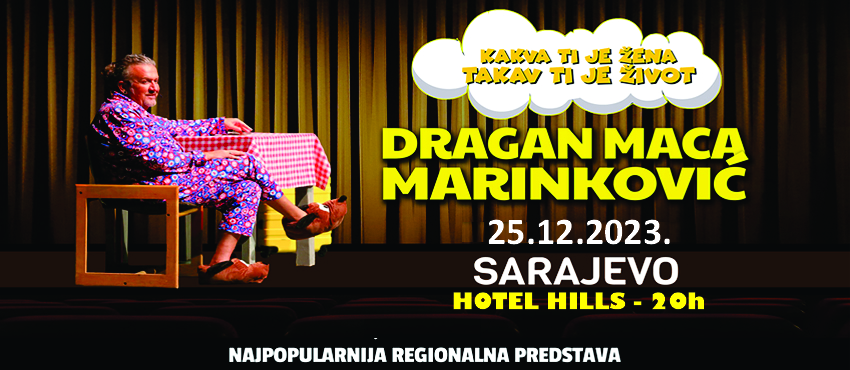 KAKVA TI JE ŽENA
TAKAV TI JE ŽIVOT
DRAGAN MACA
MARINKOVIĆ
25.12.2023.
SARAJEVO
HOTEL HILLS - 20h
NAJPOPULARNIJA REGIONALNA PREDSTAVA